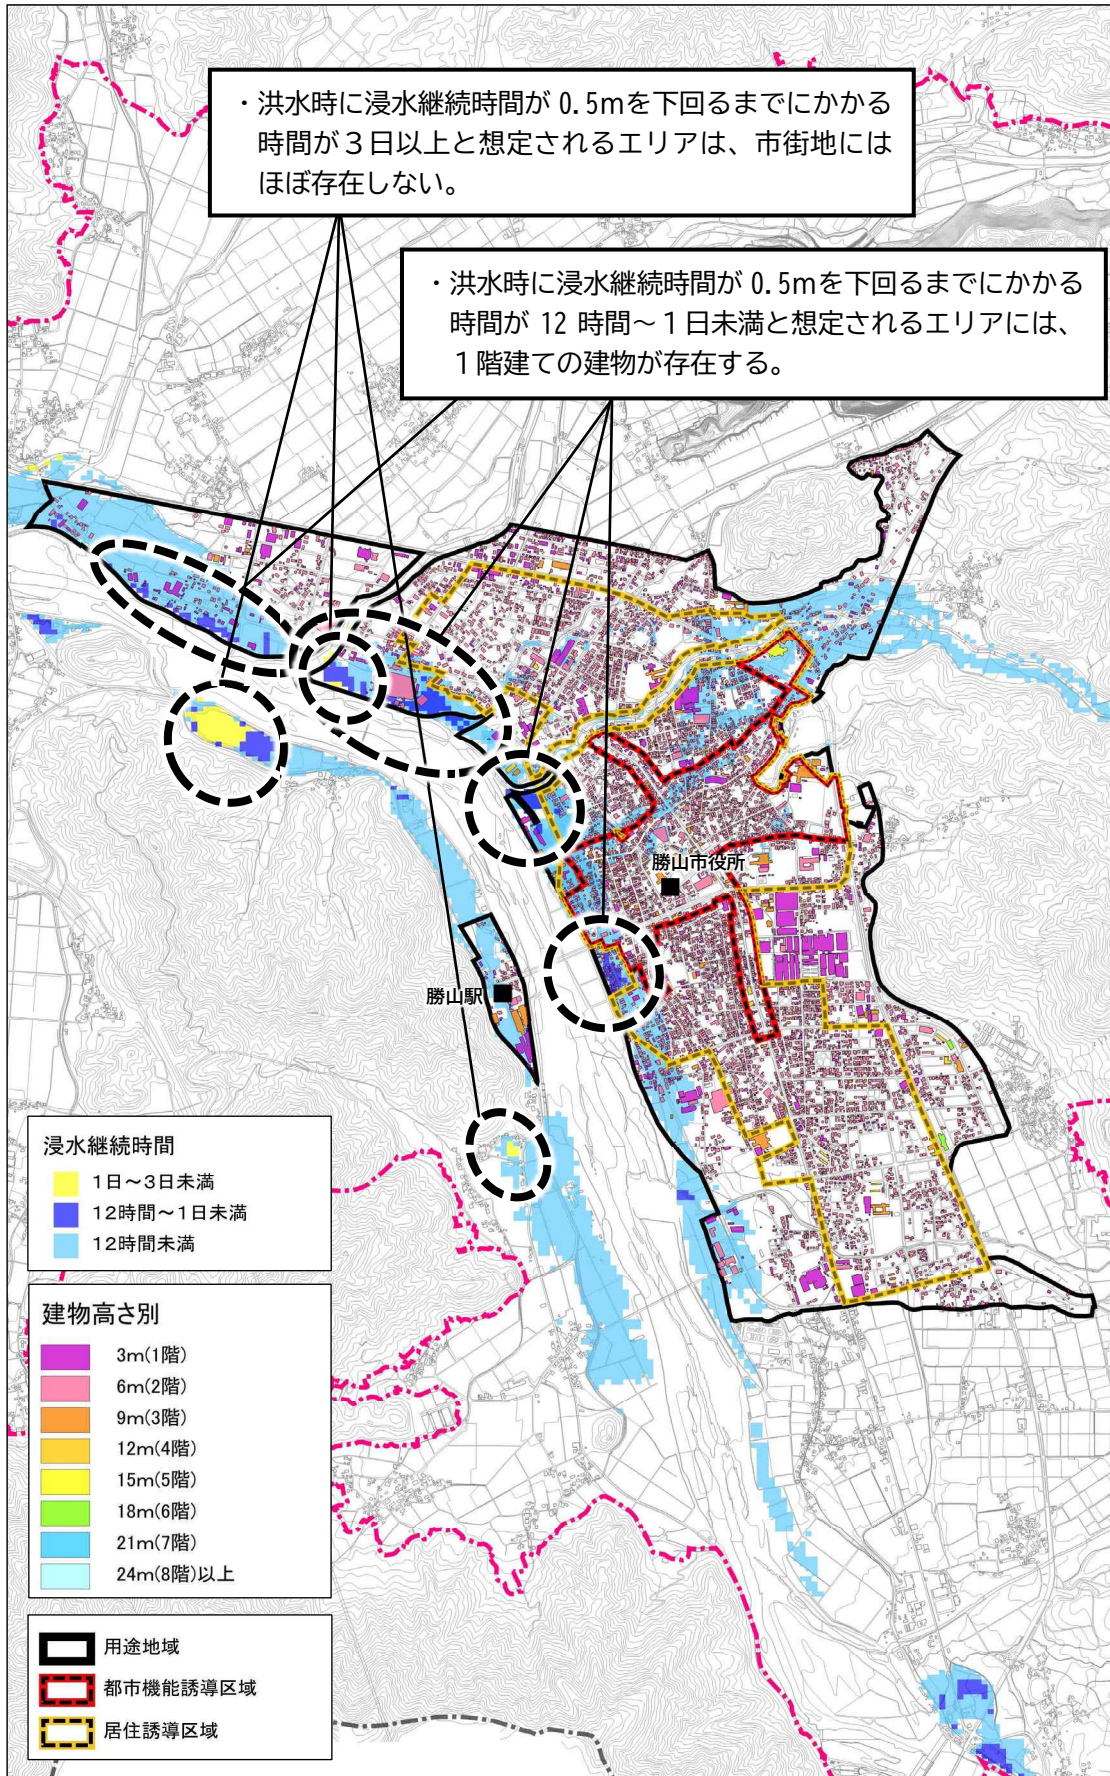 ・洪水時に浸水継続時間が 0.5mを下回るまでにかかる
時間が３日以上と想定されるエリアは、市街地には
ほぼ存在しない。
・洪水時に浸水継続時間が 0.5mを下回るまでにかかる
時間が 12 時間～１日未満と想定されるエリアには、
１階建ての建物が存在する。
勝山市役所
勝山駅
浸水継続時間
1日～3日未満
12時間～1日未満
12時間未満
建物高さ別
3m(1階)
6m(2階)
9m(3階)
12m(4階)
15m(5階)
18m(6階)
21m(7階)
24m(8階)以上
用途地域
都市機能誘導区域
居住誘導区域